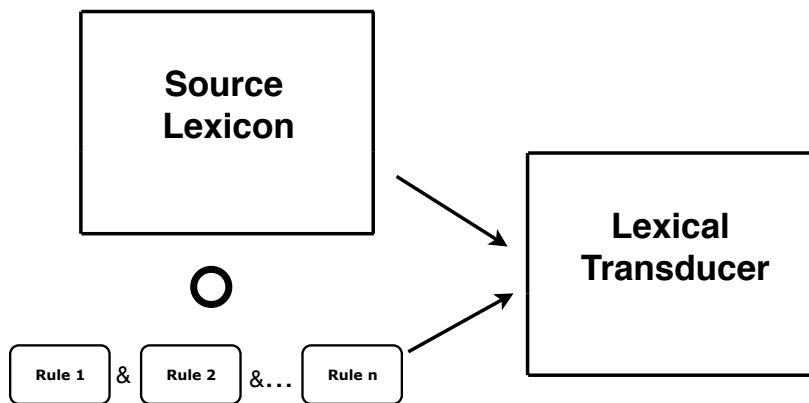 Source
Lexicon
Lexical
Transducer
Rule 1 & Rule 2 &... Rule n